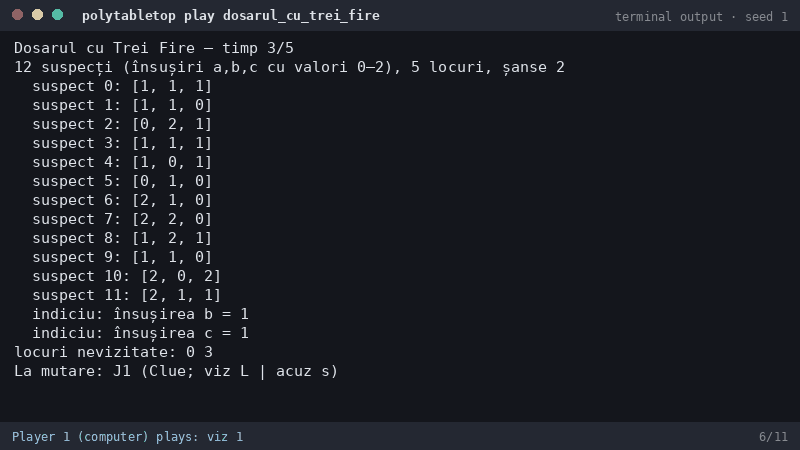 polytabletop play dosarul_cu_trei_fire
terminal output · seed 1
Dosarul cu Trei Fire — timp 3/5
12 suspecți (însușiri a,b,c cu valori 0–2), 5 locuri, șanse 2
suspect 0: [1, 1, 1]
suspect 1: [1, 1, 0]
suspect 2: [0, 2, 1]
suspect 3: [1, 1, 1]
suspect 4: [1, 0, 1]
suspect 5: [0, 1, 0]
suspect 6: [2, 1, 0]
suspect 7: [2, 2, 0]
suspect 8: [1, 2, 1]
suspect 9: [1, 1, 0]
suspect 10: [2, 0, 2]
suspect 11: [2, 1, 1]
indiciu: însușirea b = 1
indiciu: însușirea c = 1
locuri nevizitate: 0 3
La mutare: J1 (Clue; viz L | acuz s)
Player 1 (computer) plays: viz 1
6/11